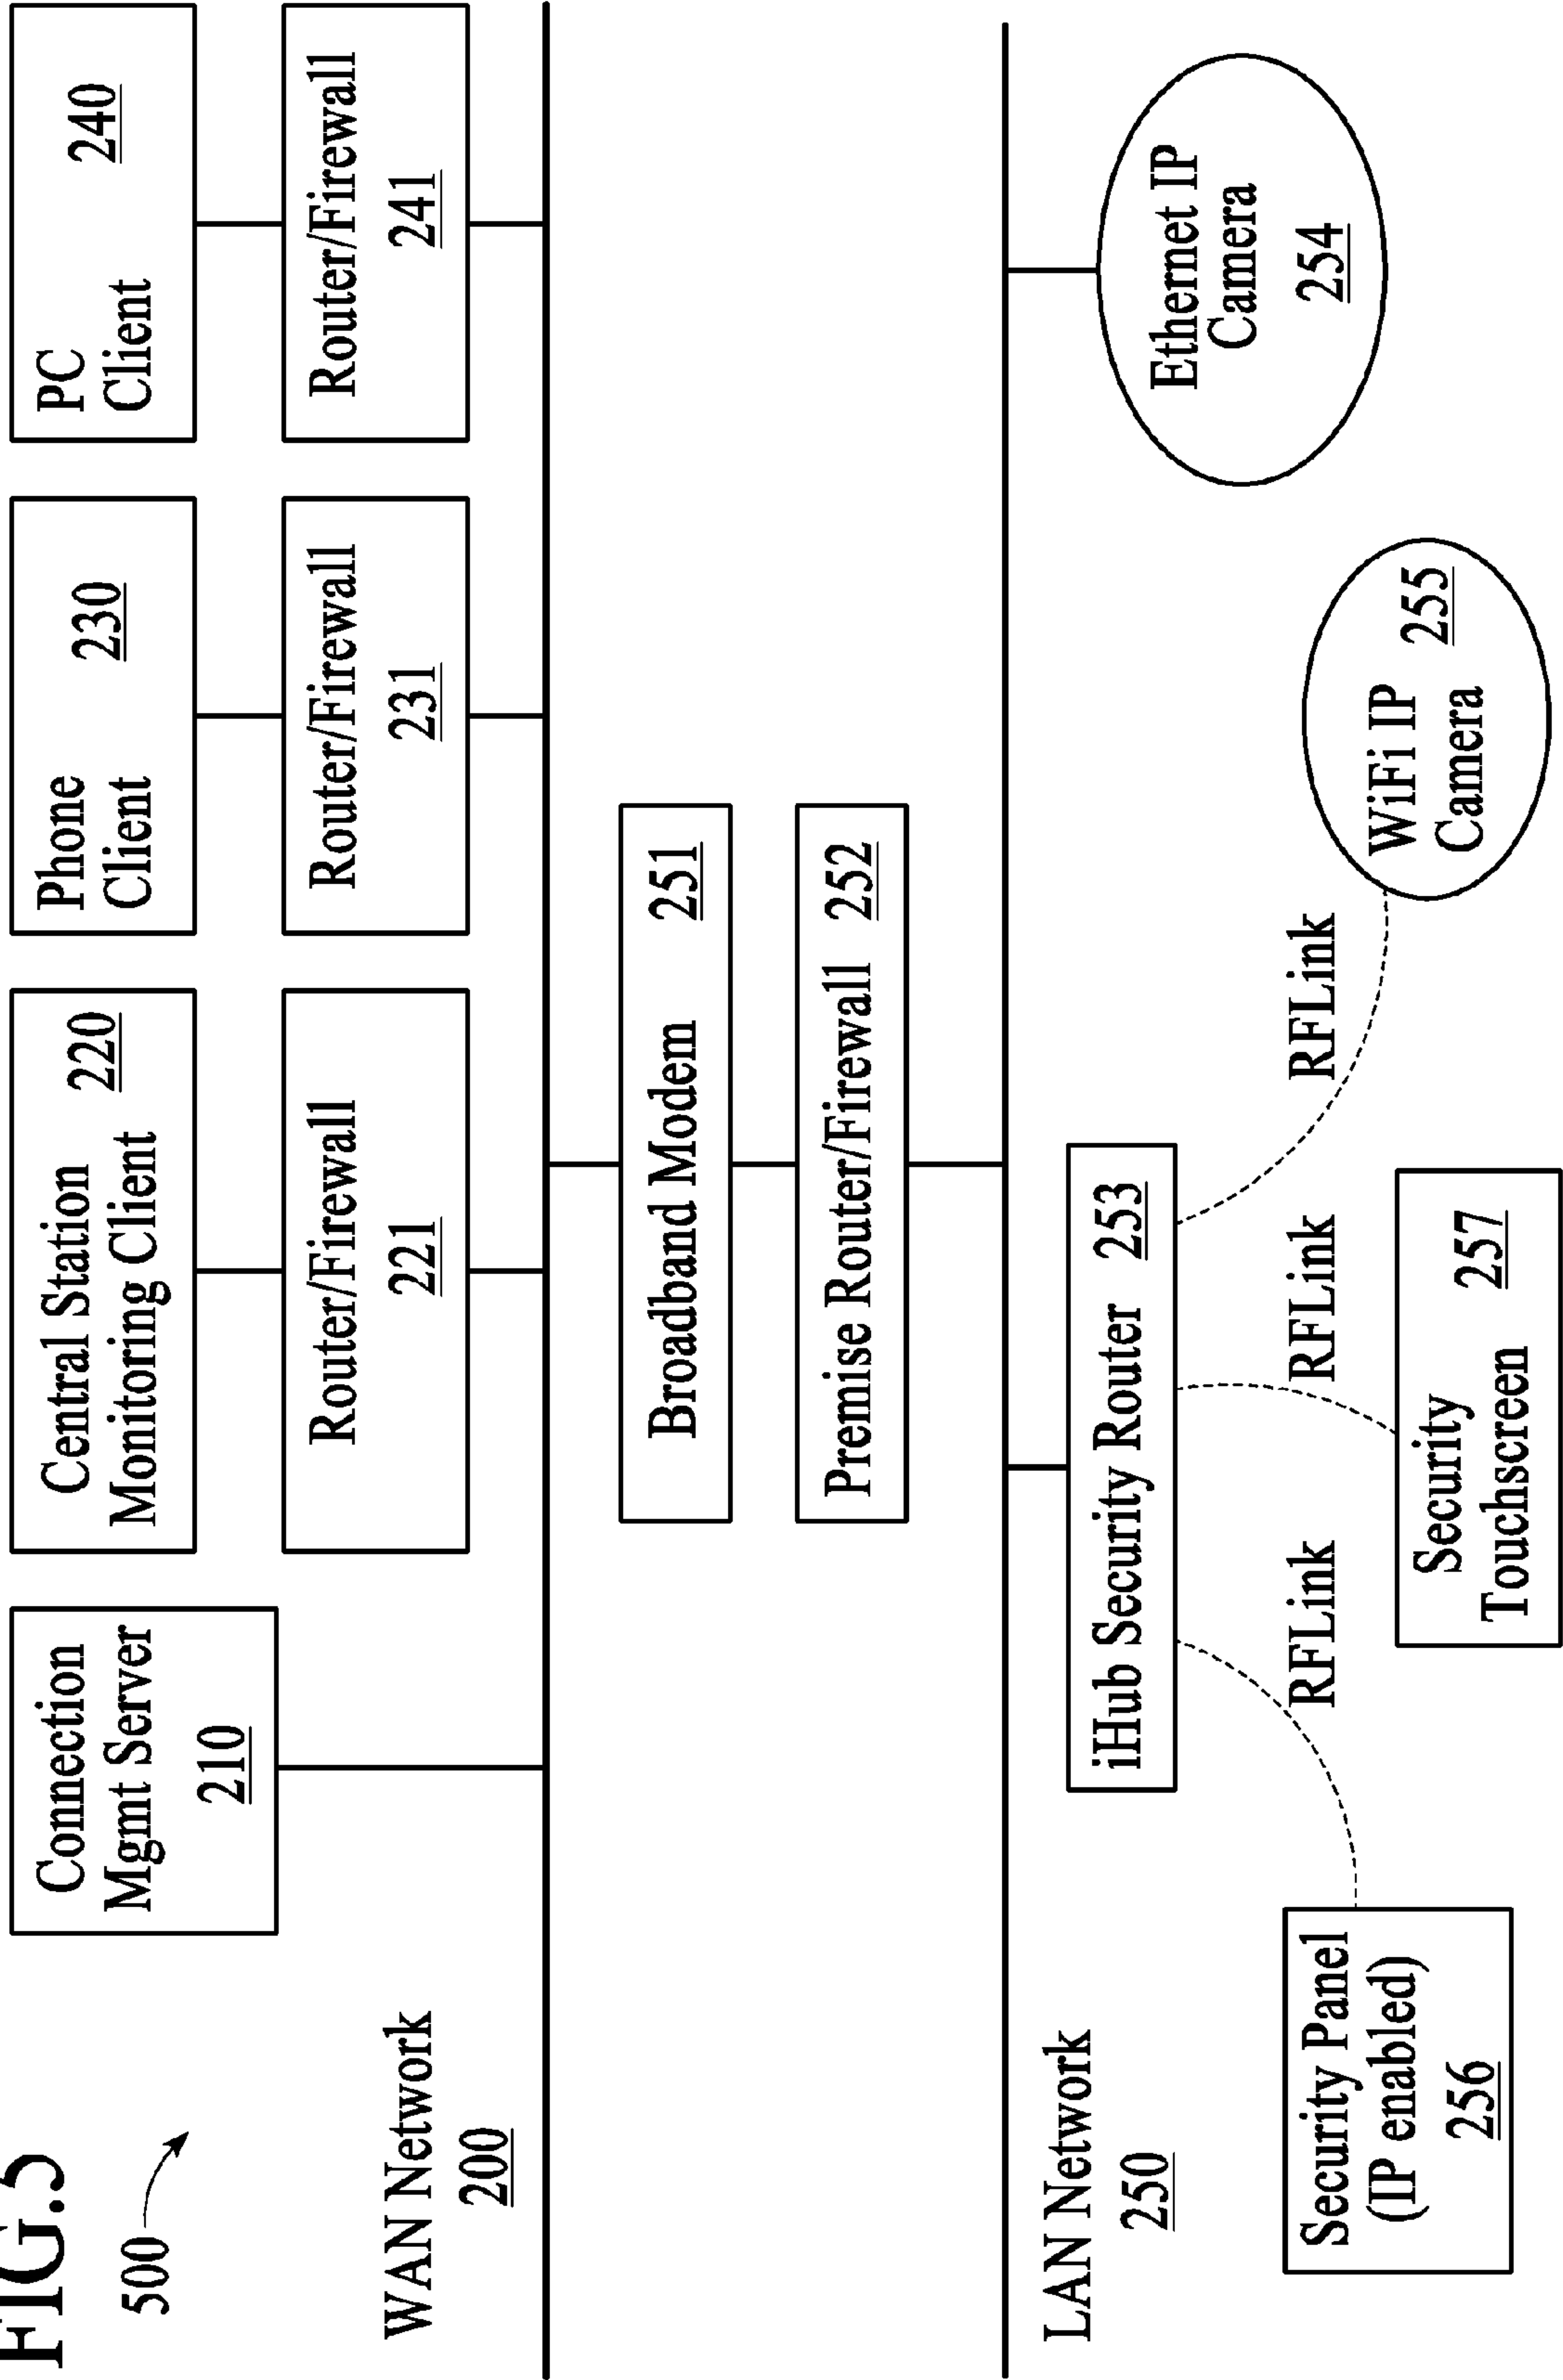 FIG.5
500
Connection
Mgmt Server
210
Central Station
Monitoring Client
220
Phone
Client
230
PC
Client
240
Router/Firewall
221
Router/Firewall
231
Router/Firewall
241
WAN Network
200
Broadband Modem 251
Premise Router/Firewall 252
LAN Network
250
iHub Security Router 253
Ethernet IP
Camera
254
RFLink
RFLink
RFLink
Security Panel
(IP enabled)
256
Security
Touchscreen
257
WiFi IP
Camera
255